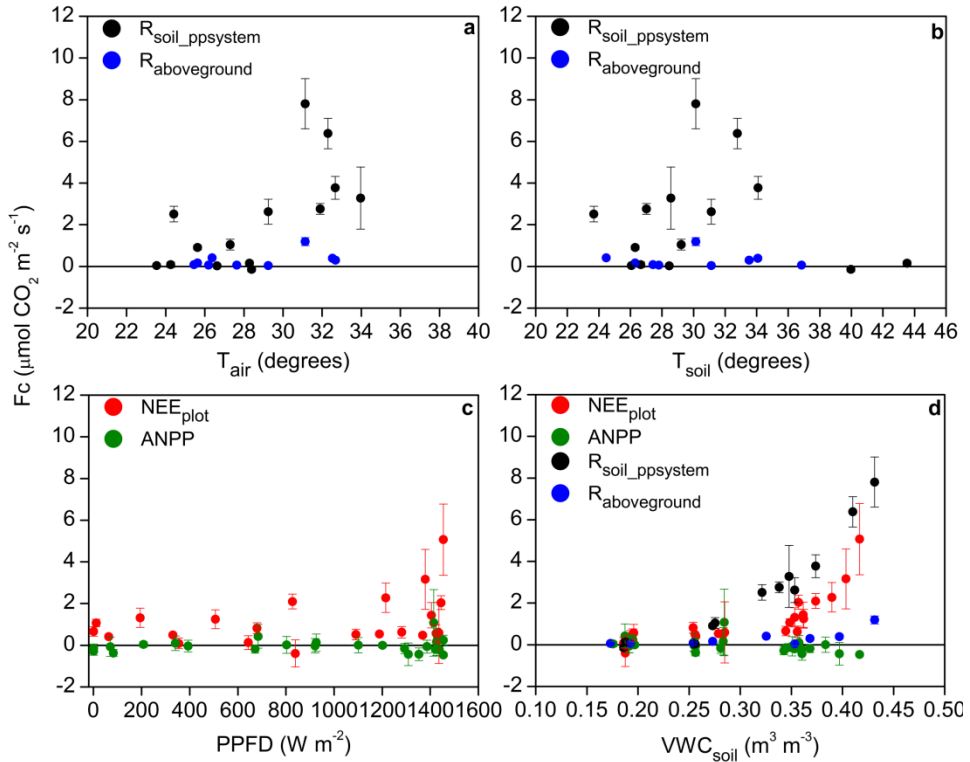 12
10
8
6
4
2
0
-2
R_soil_ppsystem
R_aboveground
a
20 22 24 26 28 30 32 34 36 38 40
T_air (degrees)
12
10
8
6
4
2
0
-2
R_soil_ppsystem
R_aboveground
b
20 22 24 26 28 30 32 34 36 38 40 42 44 46
T_soil (degrees)
Fc (μmol CO₂ m⁻² s⁻¹)
12
10
8
6
4
2
0
-2
NEE_plot
ANPP
c
0 200 400 600 800 1000 1200 1400 1600
PPFD (W m⁻²)
12
10
8
6
4
2
0
-2
NEE_plot
ANPP
R_soil_ppsystem
R_aboveground
d
0.10 0.15 0.20 0.25 0.30 0.35 0.40 0.45 0.50
VWC_soil (m³ m⁻³)